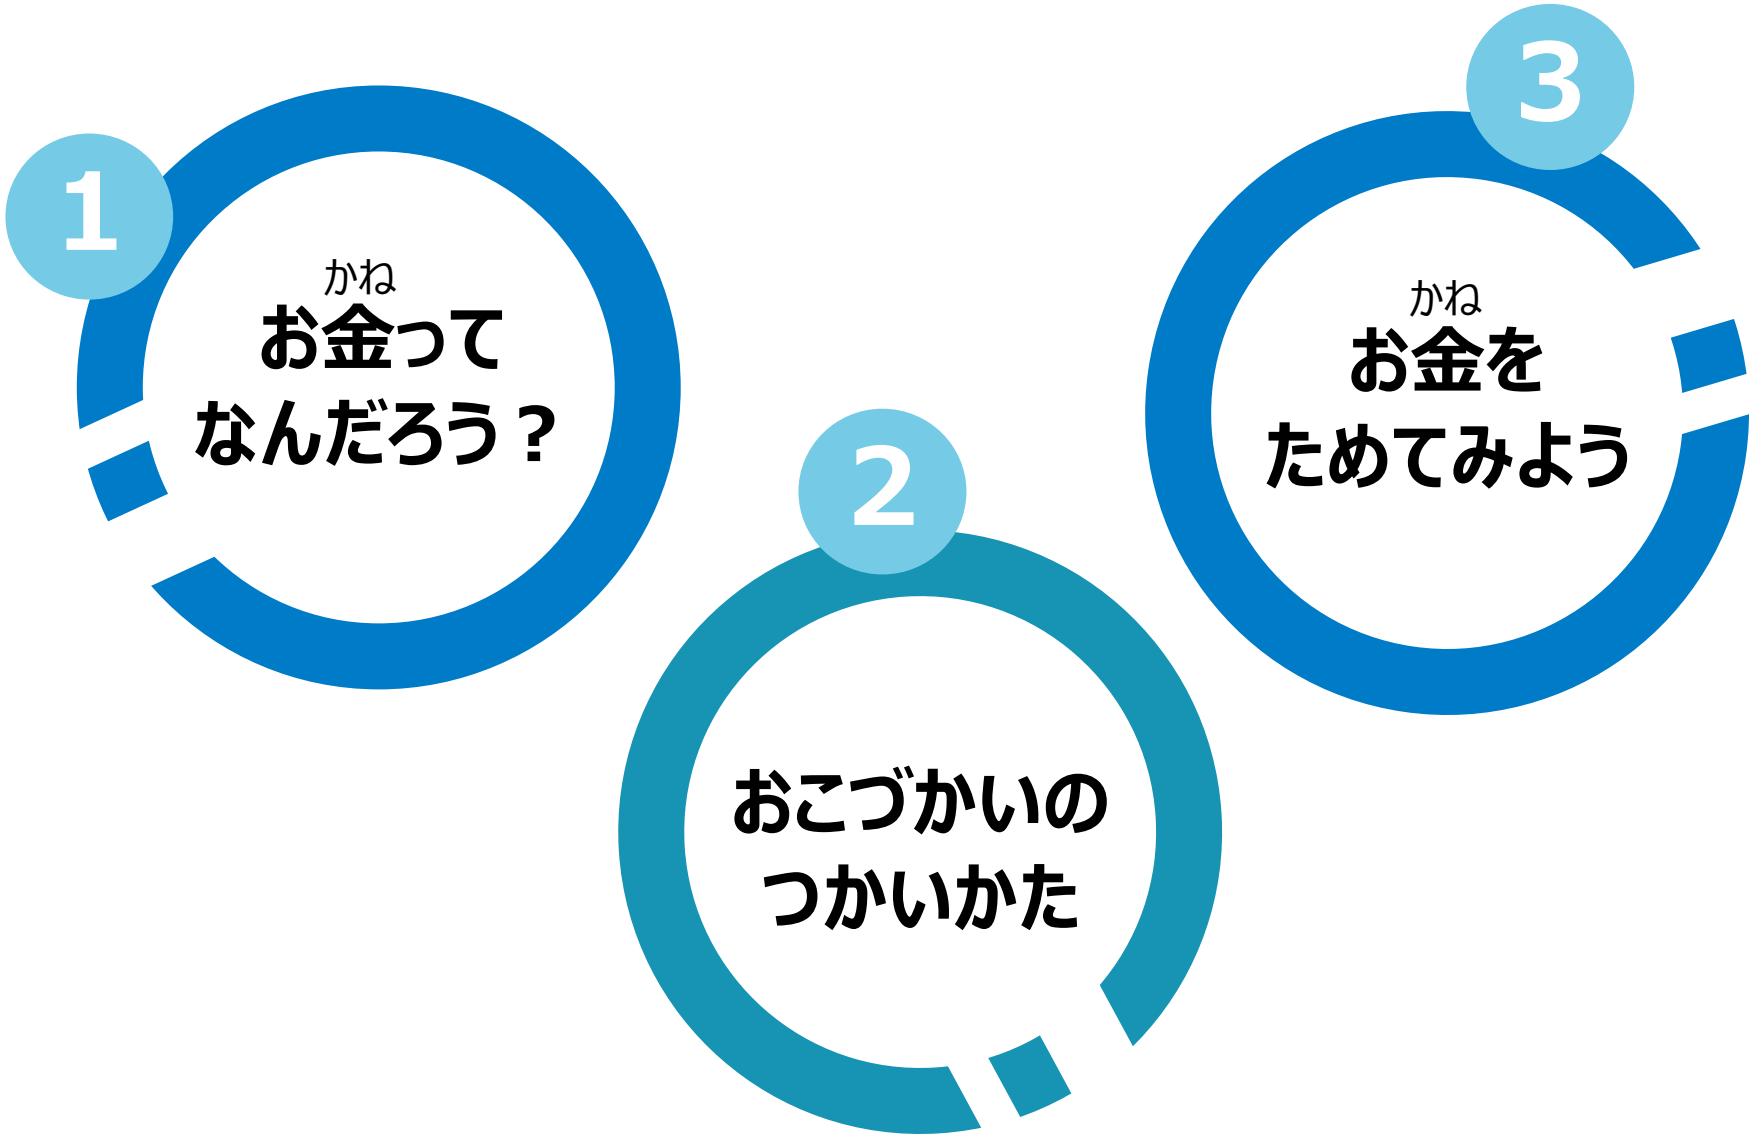 1
かね
お金って
なんだろう？
2
おこづかいの
つかいかた
3
かね
お金を
ためてみよう